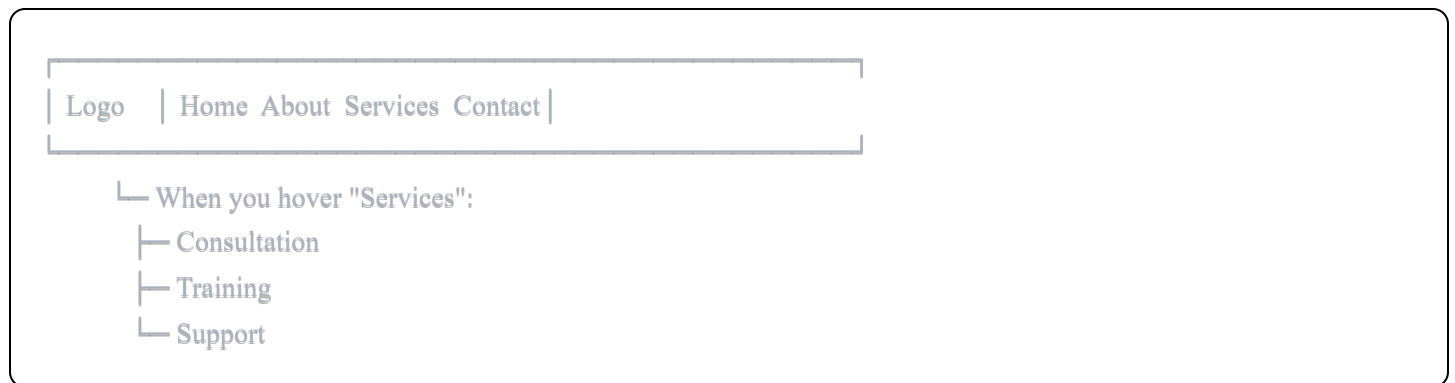 │ Logo │ Home About Services Contact│
└─ When you hover "Services":
├─ Consultation
├─ Training
└─ Support